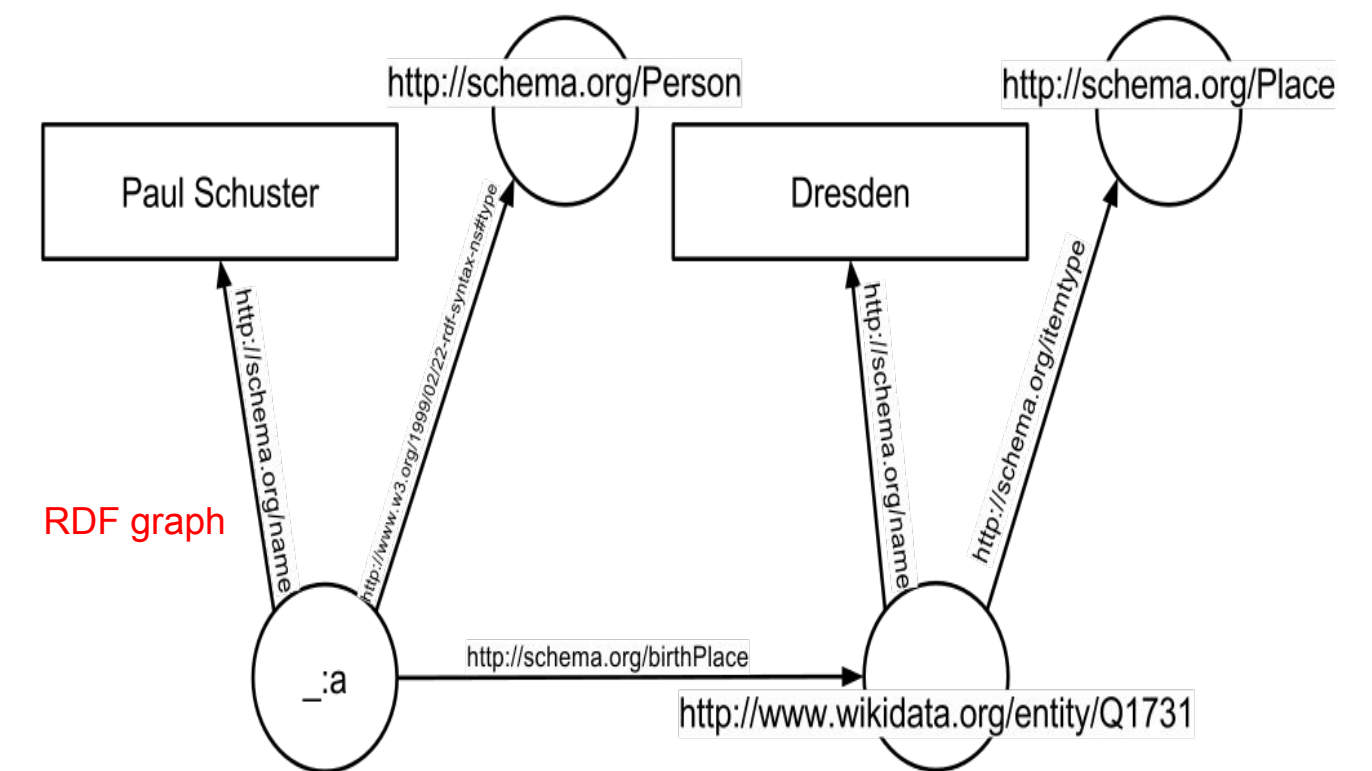 http://schema.org/Person
http://schema.org/Place
Paul Schuster
Dresden
http://schema.org/name
http://www.w3.org/1999/02/22-rdf-syntax-ns#type
http://schema.org/name
http://schema.org/itemtype
RDF graph
_:a
http://schema.org/birthPlace
http://www.wikidata.org/entity/Q1731